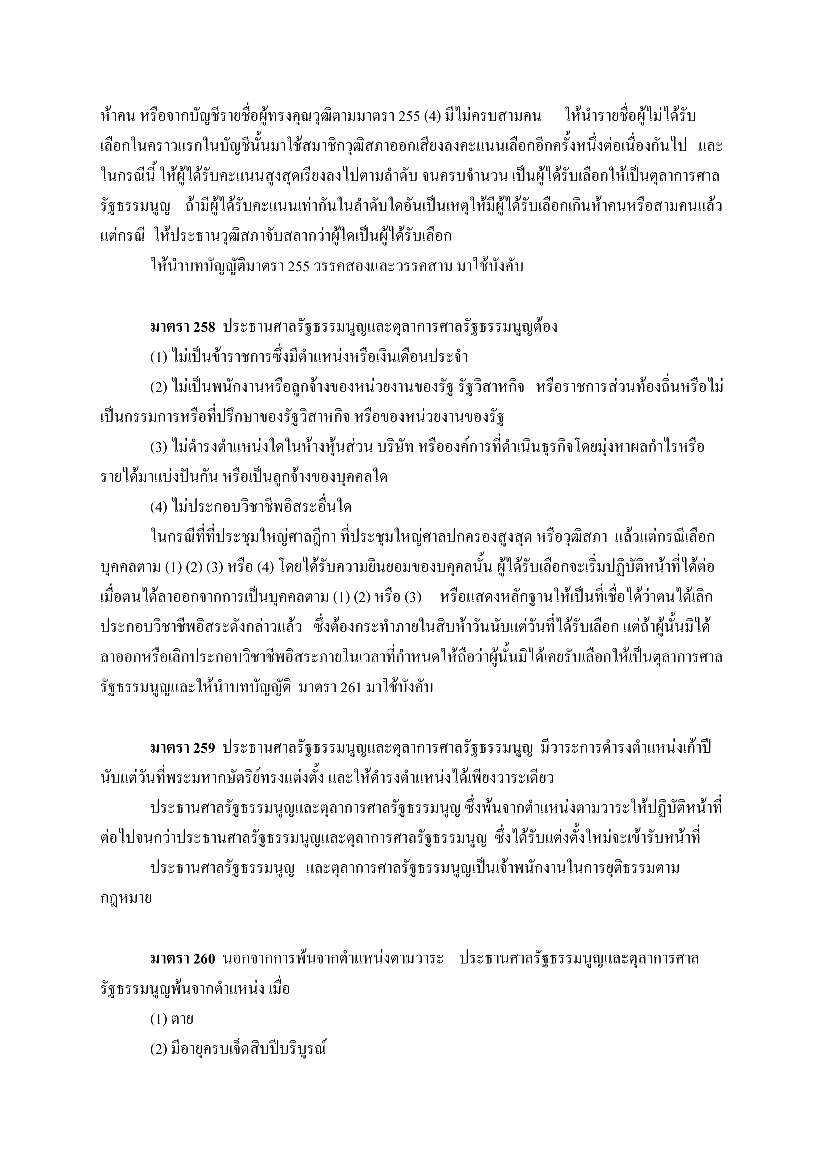 ห้าคน หรือจากบัญชีรายชื่อผู้ทรงคุณวุฒิตามมาตรา 255 (4) มีไม่ครบสามคน ให้นำรายชื่อผู้ไม่ได้รับ
เลือกในคราวแรกในบัญชีนั้นมาใช้สมาชิกวุฒิสภาออกเสียงลงคะแนนเลือกอีกครั้งหนึ่งต่อเนื่องกันไป และ
ในกรณีนี้ ให้ผู้ได้รับคะแนนสูงสุดเรียงลงไปตามลำดับ จนครบจำนวน เป็นผู้ได้รับเลือกให้เป็นตุลาการศาล
รัฐธรรมนูญ ถ้ามีผู้ได้รับคะแนนเท่ากันในลำดับใดอันเป็นเหตุให้มีผู้ได้รับเลือกเกินห้าคนหรือสามคนแล้ว
แต่กรณี ให้ประธานวุฒิสภาจับสลากว่าผู้ใดเป็นผู้ได้รับเลือก
ให้นำบทบัญญัติมาตรา 255 วรรคสองและวรรคสาม มาใช้บังคับ
มาตรา 258 ประธานศาลรัฐธรรมนูญและตุลาการศาลรัฐธรรมนูญต้อง
(1) ไม่เป็นข้าราชการซึ่งมีตำแหน่งหรือเงินเดือนประจำ
(2) ไม่เป็นพนักงานหรือลูกจ้างของหน่วยงานของรัฐ รัฐวิสาหกิจ หรือราชการส่วนท้องถิ่นหรือไม่
เป็นกรรมการหรือที่ปรึกษาของรัฐวิสาหกิจ หรือของหน่วยงานของรัฐ
(3) ไม่ดำรงตำแหน่งใดในห้างหุ้นส่วน บริษัท หรือองค์การที่ดำเนินธุรกิจโดยมุ่งหาผลกำไรหรือ
รายได้มาแบ่งปันกัน หรือเป็นลูกจ้างของบุคคลใด
(4) ไม่ประกอบวิชาชีพอิสระอื่นใด
ในกรณีที่ที่ประชุมใหญ่ศาลฎีกา ที่ประชุมใหญ่ศาลปกครองสูงสุด หรือวุฒิสภา แล้วแต่กรณีเลือก
บุคคลตาม (1) (2) (3) หรือ (4) โดยได้รับความยินยอมของบคุคลนั้น ผู้ได้รับเลือกจะเริ่มปฏิบัติหน้าที่ได้ต่อ
เมื่อตนได้ลาออกจากการเป็นบุคคลตาม (1) (2) หรือ (3) หรือแสดงหลักฐานให้เป็นที่เชื่อได้ว่าตนได้เลิก
ประกอบวิชาชีพอิสระดังกล่าวแล้ว ซึ่งต้องกระทำภายในสิบห้าวันนับแต่วันที่ได้รับเลือก แต่ถ้าผู้นั้นมิได้
ลาออกหรือเลิกประกอบวิชาชีพอิสระภายในเวลาที่กำหนดให้ถือว่าผู้นั้นมิได้เคยรับเลือกให้เป็นตุลาการศาล
รัฐธรรมนูญและให้นำบทบัญญัติ มาตรา 261 มาใช้บังคับ
มาตรา 259 ประธานศาลรัฐธรรมนูญและตุลาการศาลรัฐธรรมนูญ มีวาระการดำรงตำแหน่งเก้าปี
นับแต่วันที่พระมหากษัตริย์ทรงแต่งตั้ง และให้ดำรงตำแหน่งได้เพียงวาระเดียว
ประธานศาลรัฐธรรมนูญและตุลาการศาลรัฐธรรมนูญ ซึ่งพ้นจากตำแหน่งตามวาระให้ปฏิบัติหน้าที่
ต่อไปจนกว่าประธานศาลรัฐธรรมนูญและตุลาการศาลรัฐธรรมนูญ ซึ่งได้รับแต่งตั้งใหม่จะเข้ารับหน้าที่
ประธานศาลรัฐธรรมนูญ และตุลาการศาลรัฐธรรมนูญเป็นเจ้าพนักงานในการยุติธรรมตาม
กฎหมาย
มาตรา 260 นอกจากการพ้นจากตำแหน่งตามวาระ ประธานศาลรัฐธรรมนูญและตุลาการศาล
รัฐธรรมนูญพ้นจากตำแหน่ง เมื่อ
(1) ตาย
(2) มีอายุครบเจ็ดสิบปีบริบูรณ์